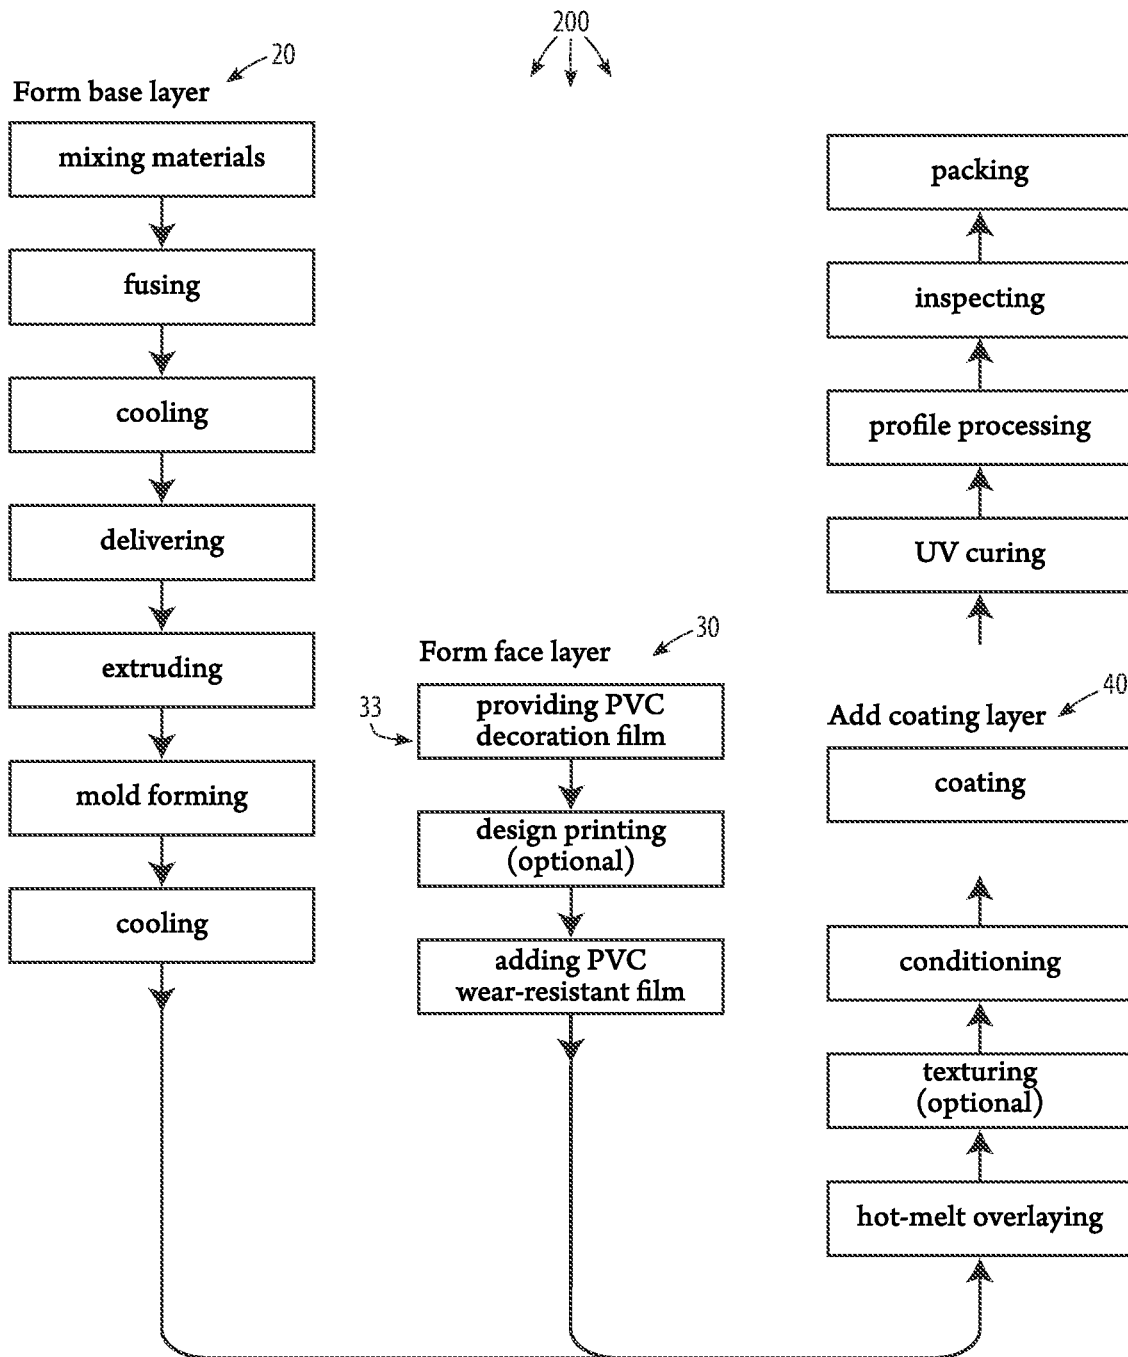 200
20
Form base layer
mixing materials
fusing
cooling
delivering
extruding
mold forming
cooling
30
Form face layer
33
providing PVC
decoration film
design printing
(optional)
adding PVC
wear-resistant film
packing
inspecting
profile processing
UV curing
40
Add coating layer
coating
conditioning
texturing
(optional)
hot-melt overlaying